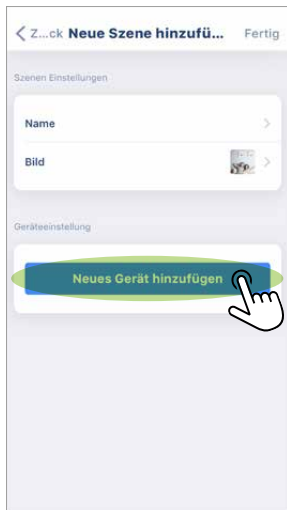 Z...ck Neue Szene hinzufü... Fertig
Szenen Einstellungen
Name
Bild
Geräteeinstellung
Neues Gerät hinzufügen